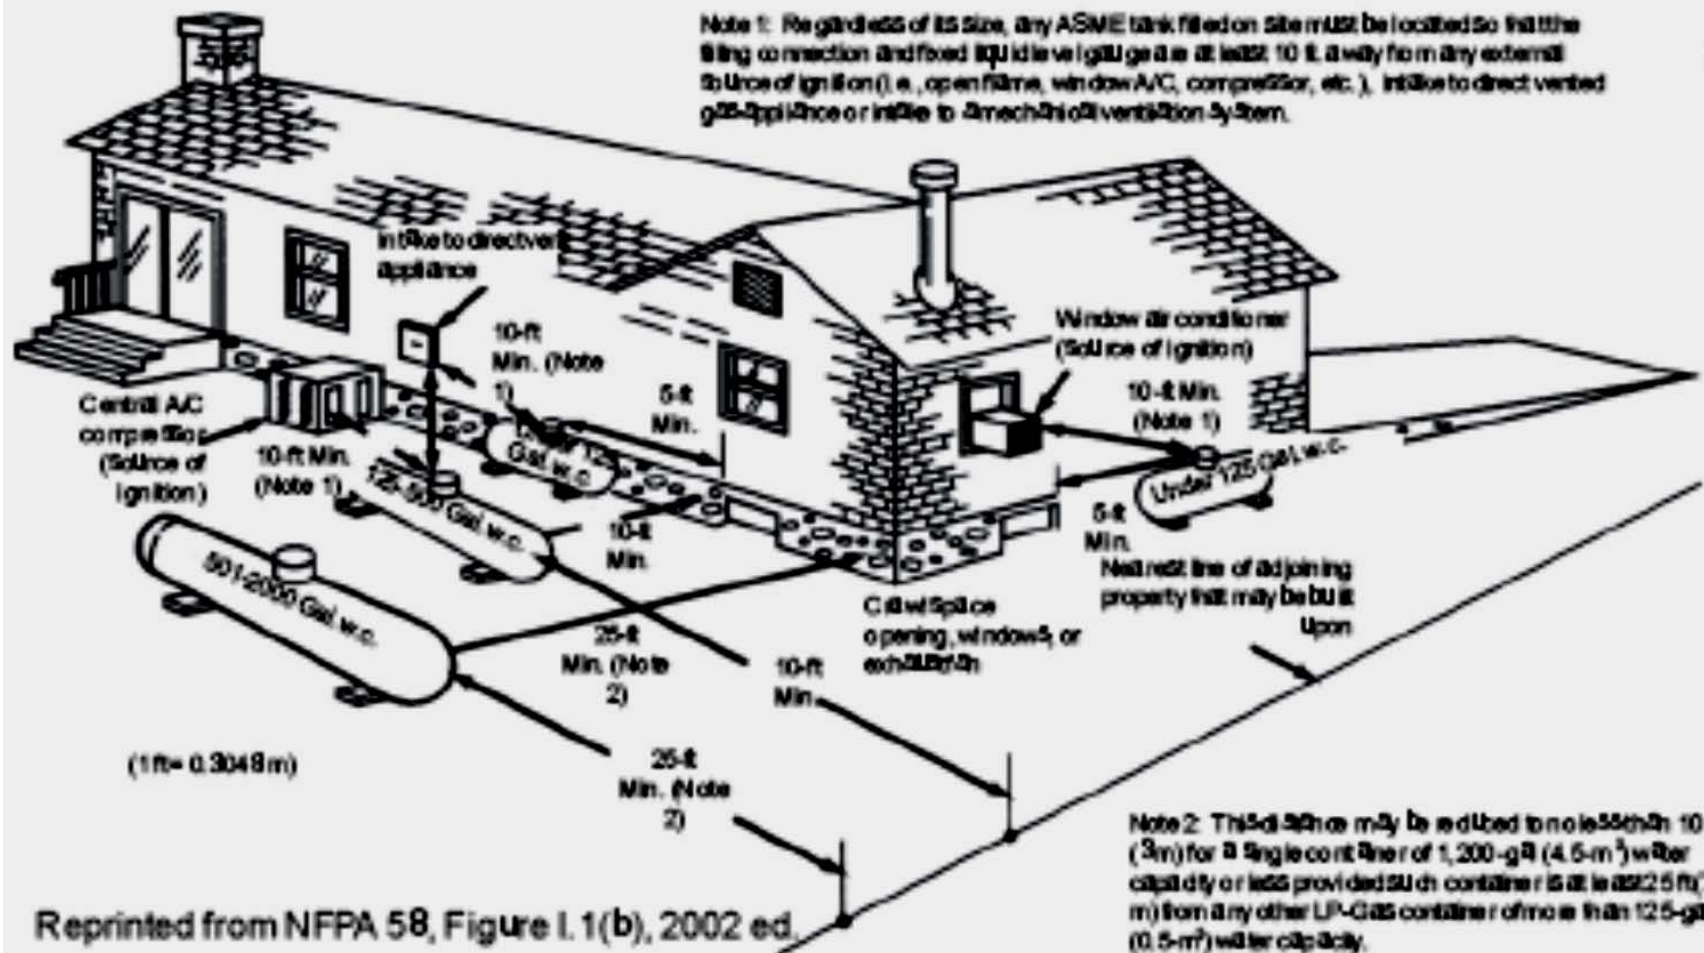 Note 1: Regardless of its size, any ASME tank filled on site must be located so that the
filling connection and fixed liquid level gauge are at least 10 ft. away from any external
Source of ignition (i.e., open flame, window A/C, compressor, etc.), intake to direct vented
gas appliance or intake to a mechanical ventilation system.
Intake to direct vent
appliance
10-ft
Min. (Note
1)
5-ft
Min.
Window air conditioner
(Source of ignition)
10-ft Min.
(Note 1)
Central A/C
compressor
(Source of
ignition)
10-ft Min.
(Note 1)
Gal. w.c.
125-500 Gal. w.c.
10-ft
Min.
Under 125 Gal. w.c.
5-ft
Min.
501-2000 Gal. w.c.
Nearest line of adjoining
property that may be built
upon
Crawl Space
opening, windows, or
exhaust fan
25-ft
Min. (Note
2)
10-ft
Min.
25-ft
Min. (Note
2)
(1 ft= 0.3048 m)
Note 2: This distance may be reduced to no less than 10
(3m) for a single container of 1,200-gal (4.5-m³) water
capacity or less provided such container is at least 25 ft(
m) from any other LP-Gas container of more than 125-ga
(0.5-m³) water capacity.
Reprinted from NFPA 58, Figure I.1(b), 2002 ed.